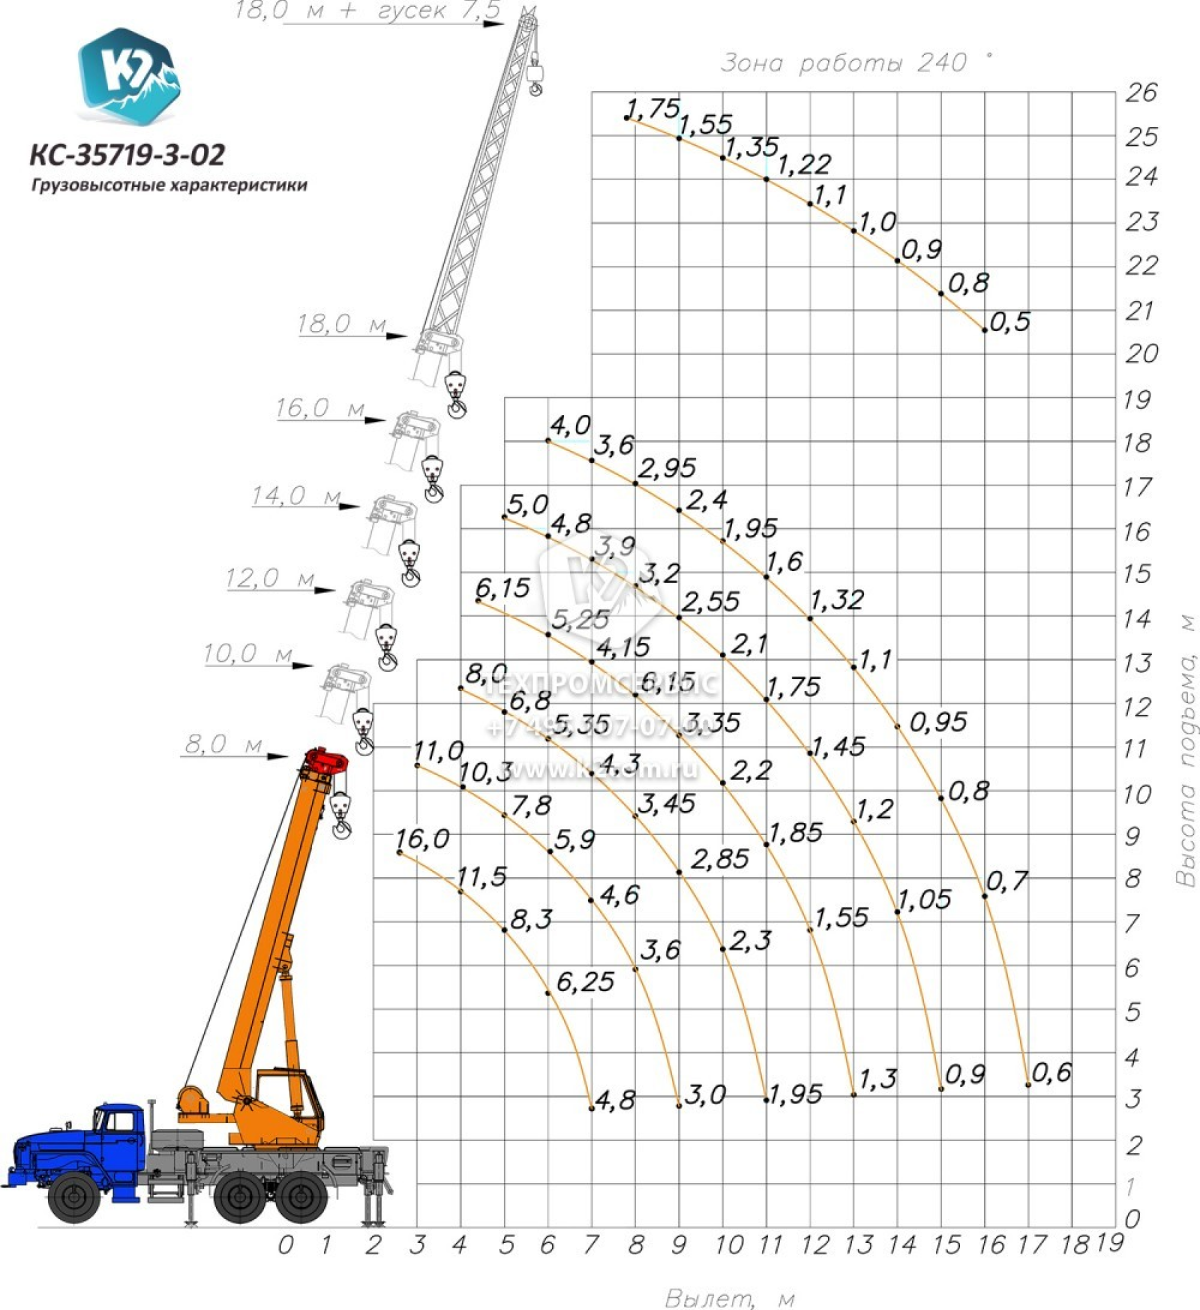 18,0 м + гусек 7,5 м
Зона работы 240 °
К2
КС-35719-3-02
Грузовысотные характеристики
18,0 м
16,0 м
14,0 м
12,0 м
10,0 м
8,0 м
1,75 1,55 1,35 1,22 1,1 1,0 0,9 0,8 0,5
4,0 3,6 2,95 2,4 1,95 1,6 1,32 1,1 0,95 0,8 0,7 0,6
5,0 4,8 3,9 3,2 2,55 2,1 1,75 1,45 1,2 1,05 0,9
6,15 5,25 4,15 6,15 3,35 2,2 1,85 1,55 1,3
8,0 6,8 5,35 4,3 3,45 2,85 2,3 1,95
11,0 10,3 7,8 5,9 4,6 3,6 3,0
16,0 11,5 8,3 6,25 4,8
К2
ТЕХПРОМСЕРВИС
www.k2com.ru
26
25
24
23
22
21
20
19
18
17
16
15
14
13
12
11
10
9
8
7
6
5
4
3
2
1
0
Высота подъема, м
0 1 2 3 4 5 6 7 8 9 10 11 12 13 14 15 16 17 18 19
Вылет, м